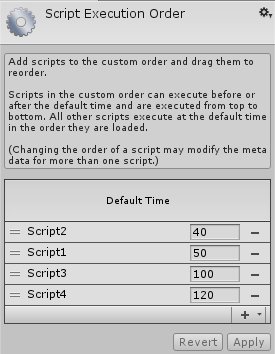 Script Execution Order
Add scripts to the custom order and drag them to
reorder.
Scripts in the custom order can execute before or
after the default time and are executed from top to
bottom. All other scripts execute at the default time
in the order they are loaded.
(Changing the order of a script may modify the meta
data for more than one script.)
Default Time
Script2 40
Script1 50
Script3 100
Script4 120
Revert Apply